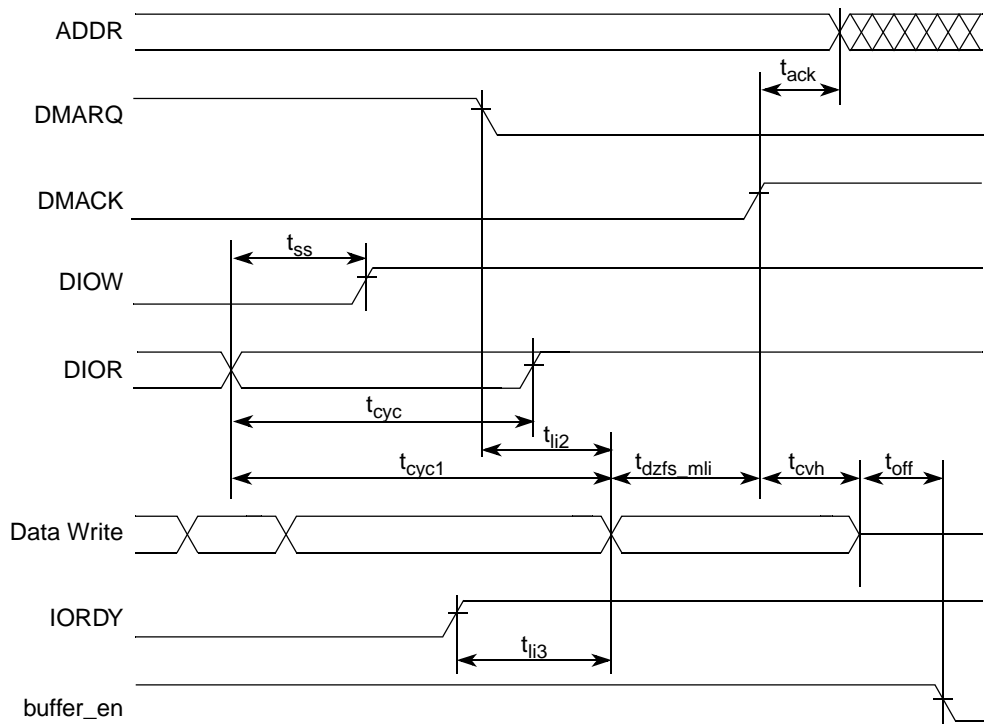 ADDR
t_ack
DMARQ
DMACK
t_ss
DIOW
DIOR
t_cyc
t_li2
t_cyc1
t_dzfs_mli
t_cvh
t_off
Data Write
IORDY
t_li3
buffer_en